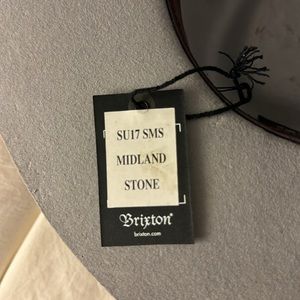 SU17 SMS
MIDLAND
STONE
Brixton®
brixton.com